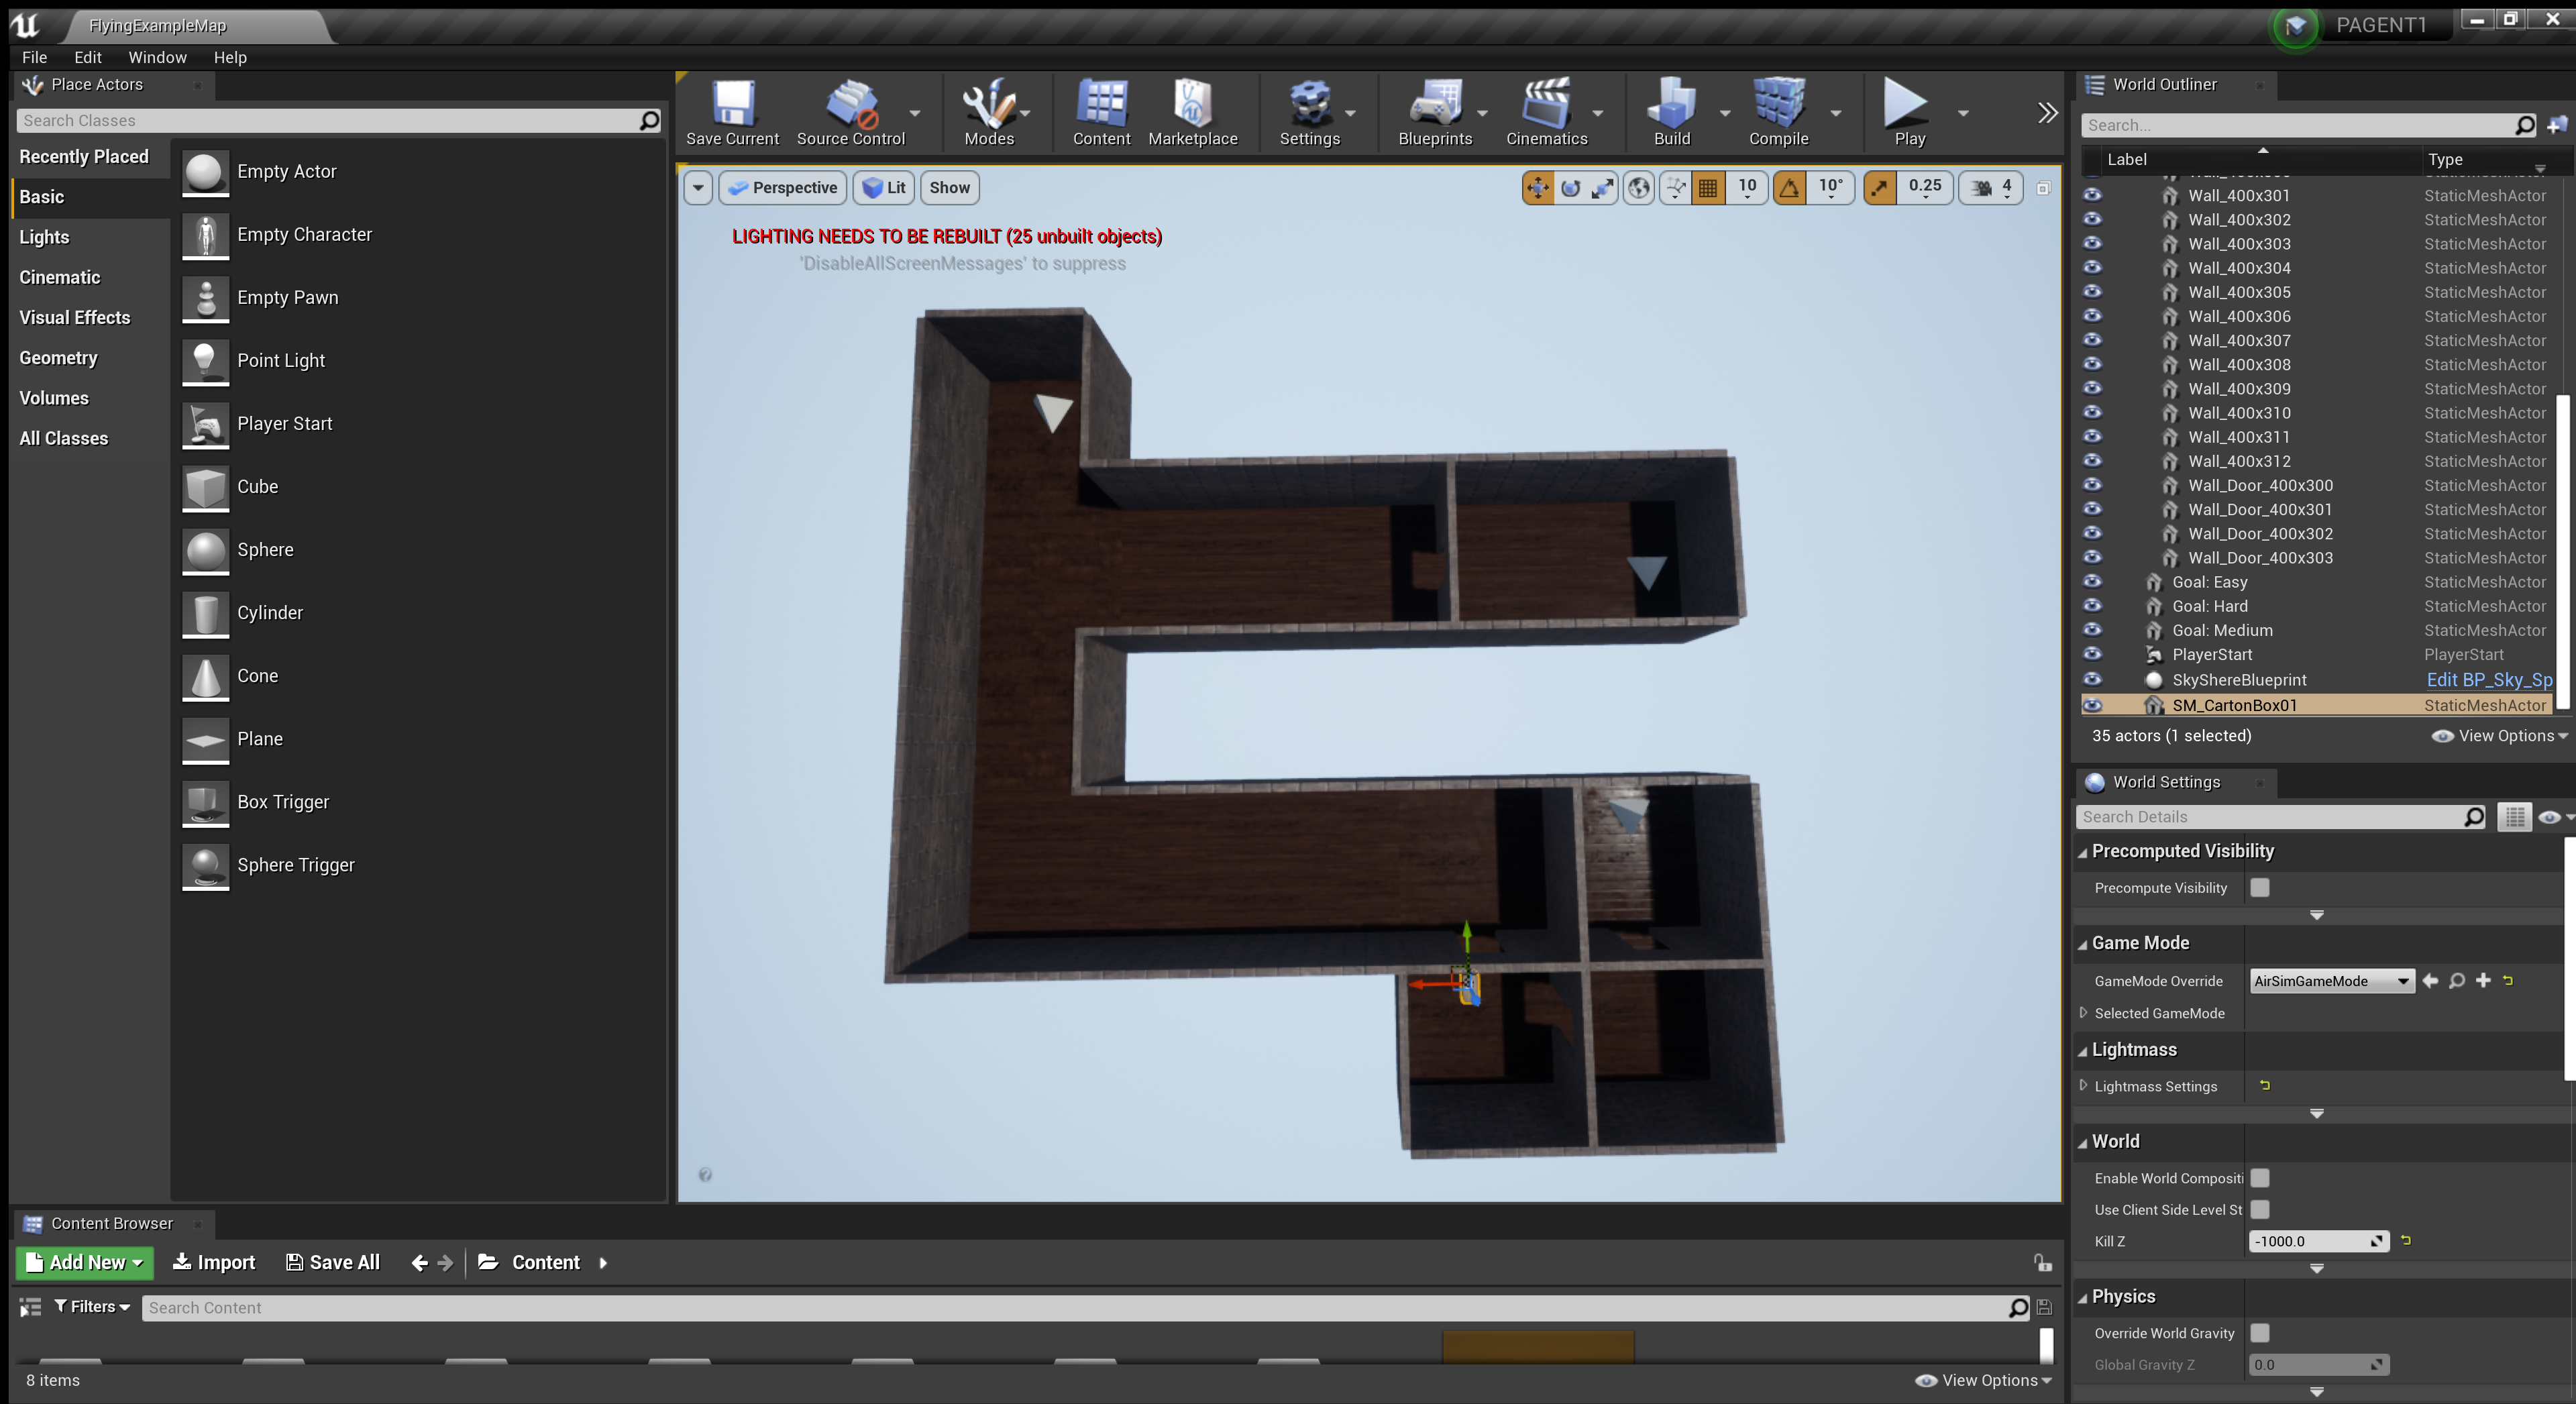 FlyingExampleMap
PAGENT1
File Edit Window Help
Place Actors
Search Classes
Recently Placed
Basic
Lights
Cinematic
Visual Effects
Geometry
Volumes
All Classes
Empty Actor
Empty Character
Empty Pawn
Point Light
Player Start
Cube
Sphere
Cylinder
Cone
Plane
Box Trigger
Sphere Trigger
Save Current Source Control Modes Content Marketplace Settings Blueprints Cinematics Build Compile Play
Perspective Lit Show
10 10° 0.25 4
LIGHTING NEEDS TO BE REBUILT (25 unbuilt objects)
'DisableAllScreenMessages' to suppress
World Outliner
Search...
Label Type
Wall_400x301 StaticMeshActor
Wall_400x302 StaticMeshActor
Wall_400x303 StaticMeshActor
Wall_400x304 StaticMeshActor
Wall_400x305 StaticMeshActor
Wall_400x306 StaticMeshActor
Wall_400x307 StaticMeshActor
Wall_400x308 StaticMeshActor
Wall_400x309 StaticMeshActor
Wall_400x310 StaticMeshActor
Wall_400x311 StaticMeshActor
Wall_400x312 StaticMeshActor
Wall_Door_400x300 StaticMeshActor
Wall_Door_400x301 StaticMeshActor
Wall_Door_400x302 StaticMeshActor
Wall_Door_400x303 StaticMeshActor
Goal: Easy StaticMeshActor
Goal: Hard StaticMeshActor
Goal: Medium StaticMeshActor
PlayerStart PlayerStart
SkyShereBlueprint Edit BP_Sky_Sp
SM_CartonBox01 StaticMeshActor
35 actors (1 selected) View Options
World Settings
Search Details
Precomputed Visibility
Precompute Visibility
Game Mode
GameMode Override AirSimGameMode
Selected GameMode
Lightmass
Lightmass Settings
World
Enable World Compositi
Use Client Side Level St
Kill Z -1000.0
Physics
Override World Gravity
Global Gravity Z 0.0
Content Browser
Add New Import Save All Content
Filters Search Content
8 items View Options